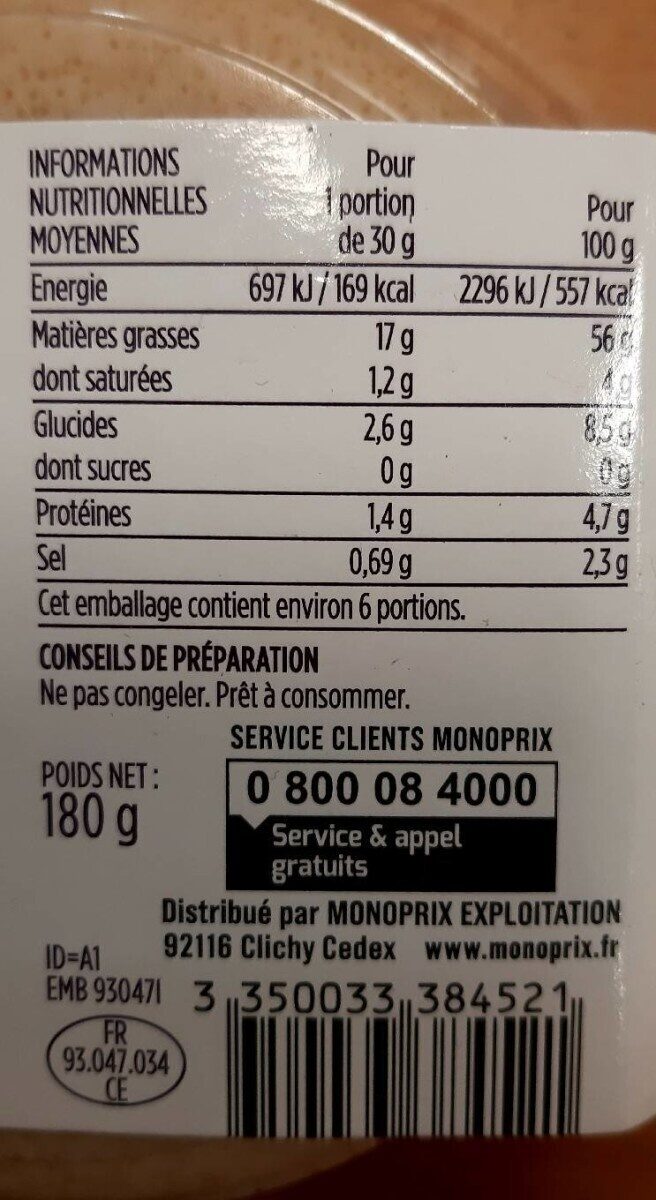 INFORMATIONS
NUTRITIONNELLES
MOYENNES
Pour
1 portion
de 30 g
Pour
100 g
Energie 697 kJ / 169 kcal 2296 kJ / 557 kcal
Matières grasses 17 g 56 g
dont saturées 1,2 g 4 g
Glucides 2,6 g 8,5 g
dont sucres 0 g 0 g
Protéines 1,4 g 4,7 g
Sel 0,69 g 2,3 g
Cet emballage contient environ 6 portions.
CONSEILS DE PRÉPARATION
Ne pas congeler. Prêt à consommer.
SERVICE CLIENTS MONOPRIX
0 800 08 4000
Service & appel
gratuits
POIDS NET :
180 g
Distribué par MONOPRIX EXPLOITATION
92116 Clichy Cedex www.monoprix.fr
ID=A1
EMB 93047I
3 350033 384521
FR
93.047.034
CE